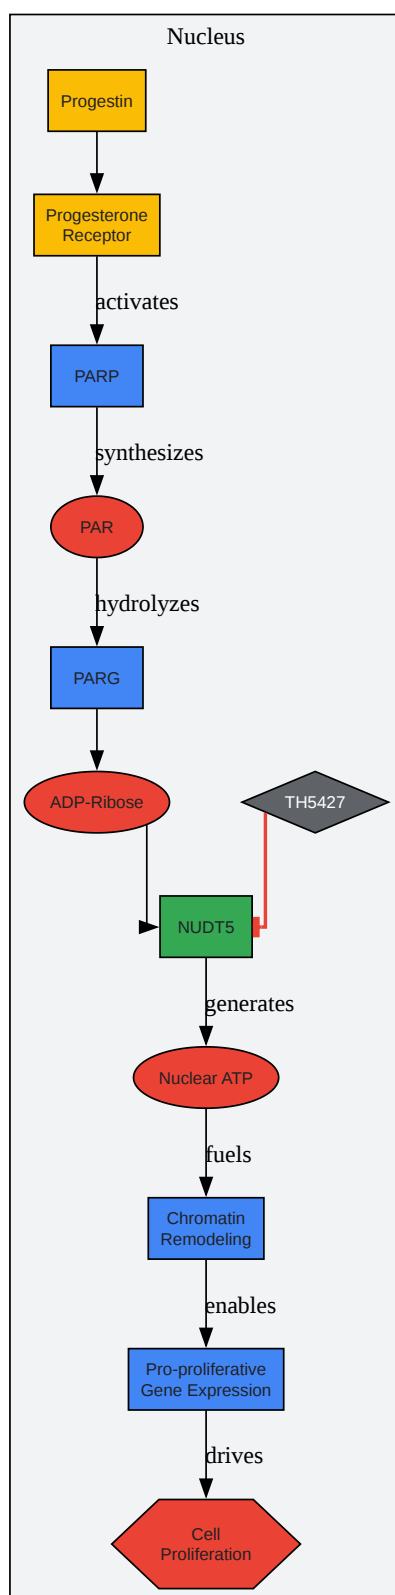 Nucleus
Progestin
Progesterone
Receptor
activates
PARP
synthesizes
PAR
hydrolyzes
PARG
ADP-Ribose
TH5427
NUDT5
generates
Nuclear ATP
fuels
Chromatin
Remodeling
enables
Pro-proliferative
Gene Expression
drives
Cell
Proliferation